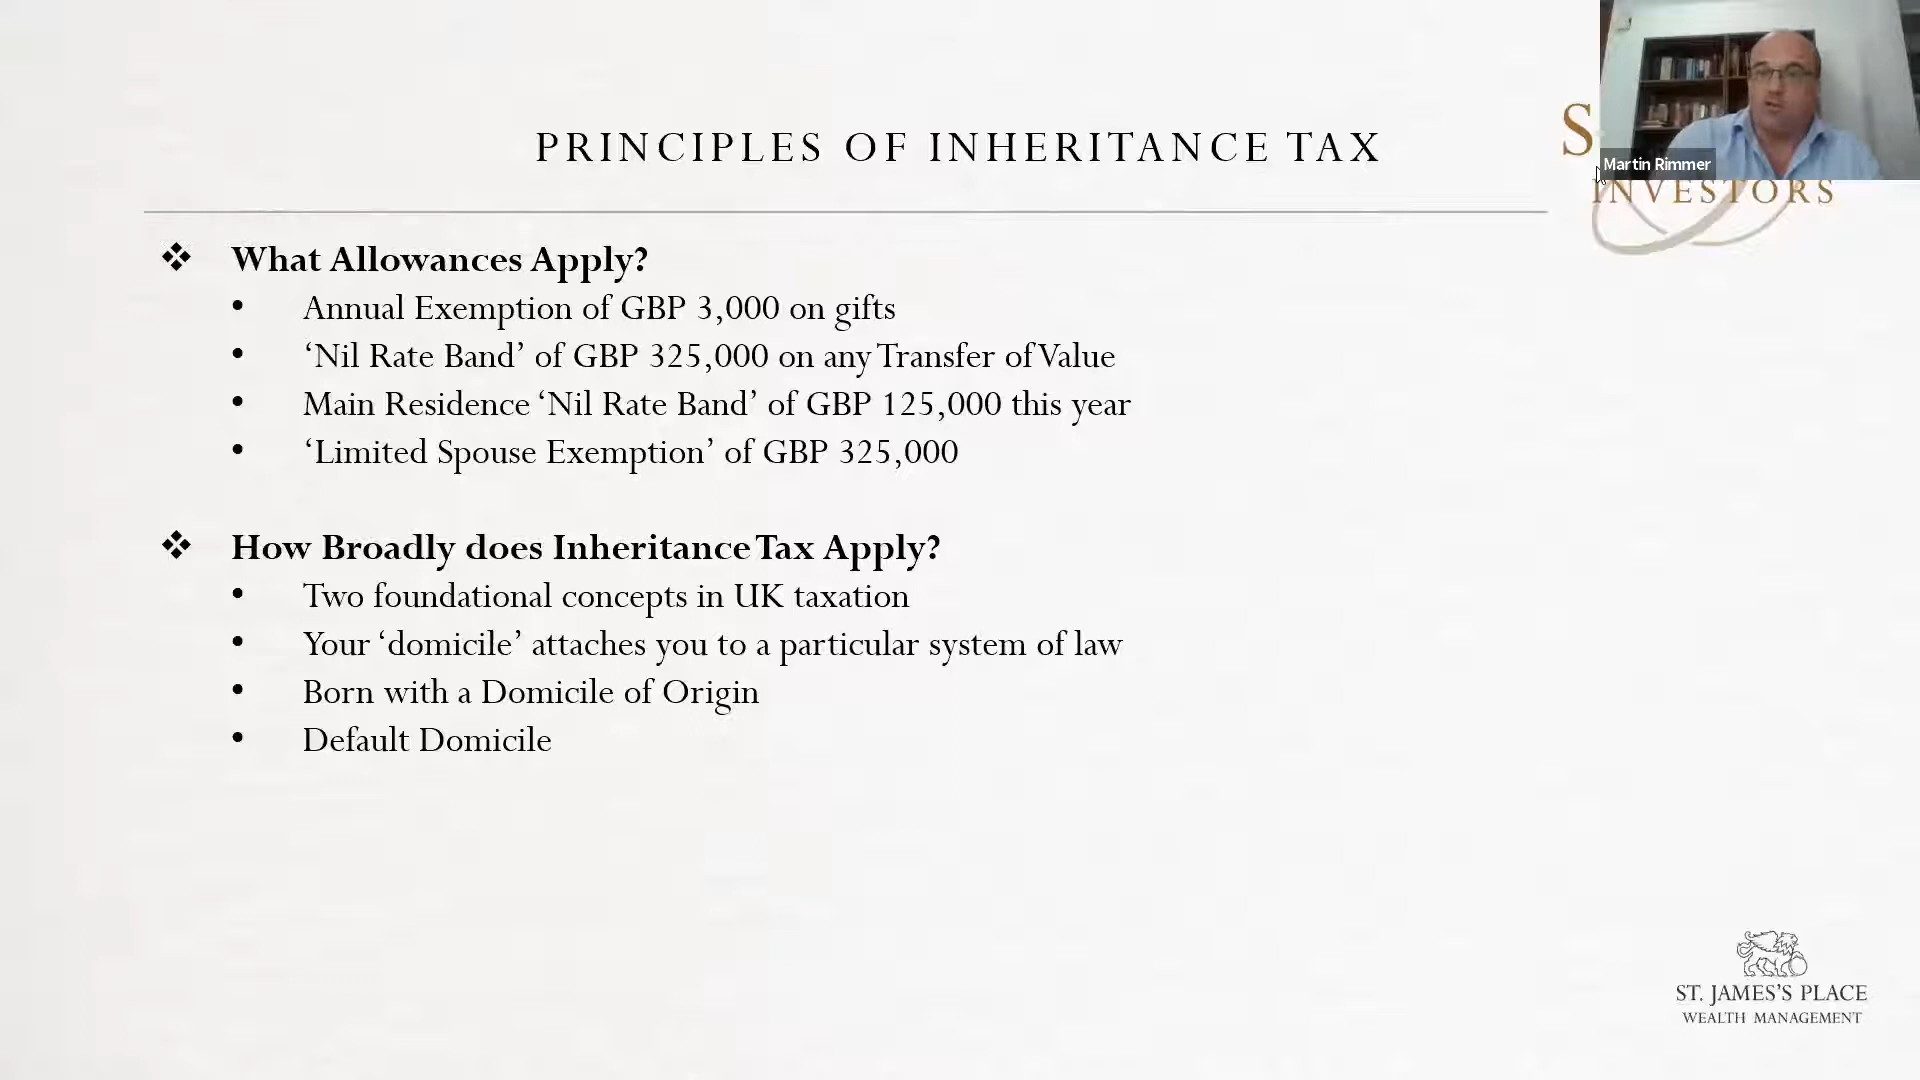 PRINCIPLES OF INHERITANCE TAX
S
Martin Rimmer
INVESTORS
❖ What Allowances Apply?
• Annual Exemption of GBP 3,000 on gifts
• ‘Nil Rate Band’ of GBP 325,000 on any Transfer of Value
• Main Residence ‘Nil Rate Band’ of GBP 125,000 this year
• ‘Limited Spouse Exemption’ of GBP 325,000
❖ How Broadly does Inheritance Tax Apply?
• Two foundational concepts in UK taxation
• Your ‘domicile’ attaches you to a particular system of law
• Born with a Domicile of Origin
• Default Domicile
ST. JAMES’S PLACE
WEALTH MANAGEMENT